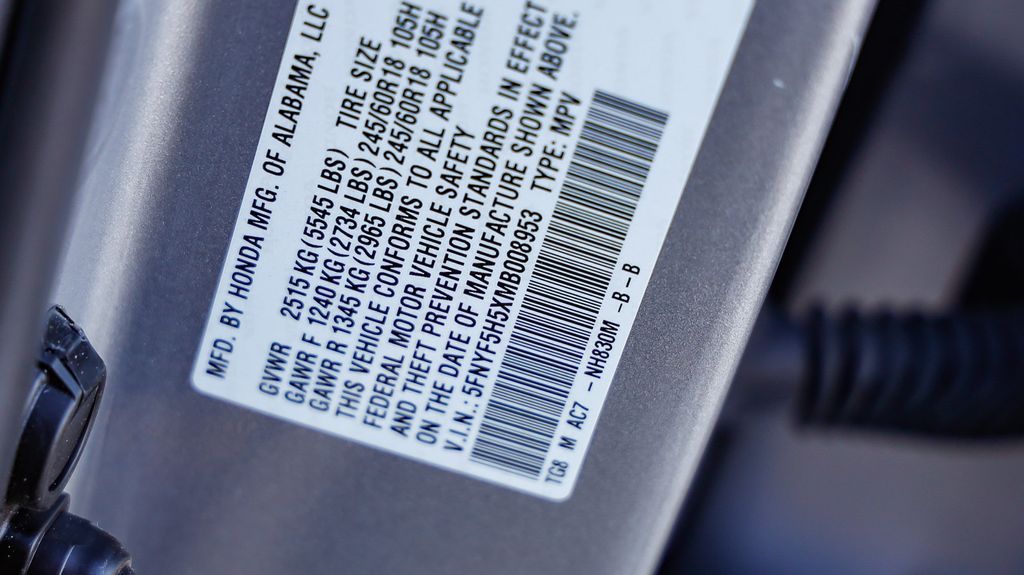 MFD. BY HONDA MFG. OF ALABAMA, LLC
GVWR 2515 KG (5545 LBS) TIRE SIZE
GAWR F 1240 KG (2734 LBS) 245/60R18 105H
GAWR R 1345 KG (2965 LBS) 245/60R18 105H
THIS VEHICLE CONFORMS TO ALL APPLICABLE
FEDERAL MOTOR VEHICLE SAFETY
AND THEFT PREVENTION STANDARDS IN EFFECT
ON THE DATE OF MANUFACTURE SHOWN ABOVE.
V.I.N.: 5FNYF5H5XMB008953 TYPE: MPV
TG8 M AC7 - NH830M - B - B